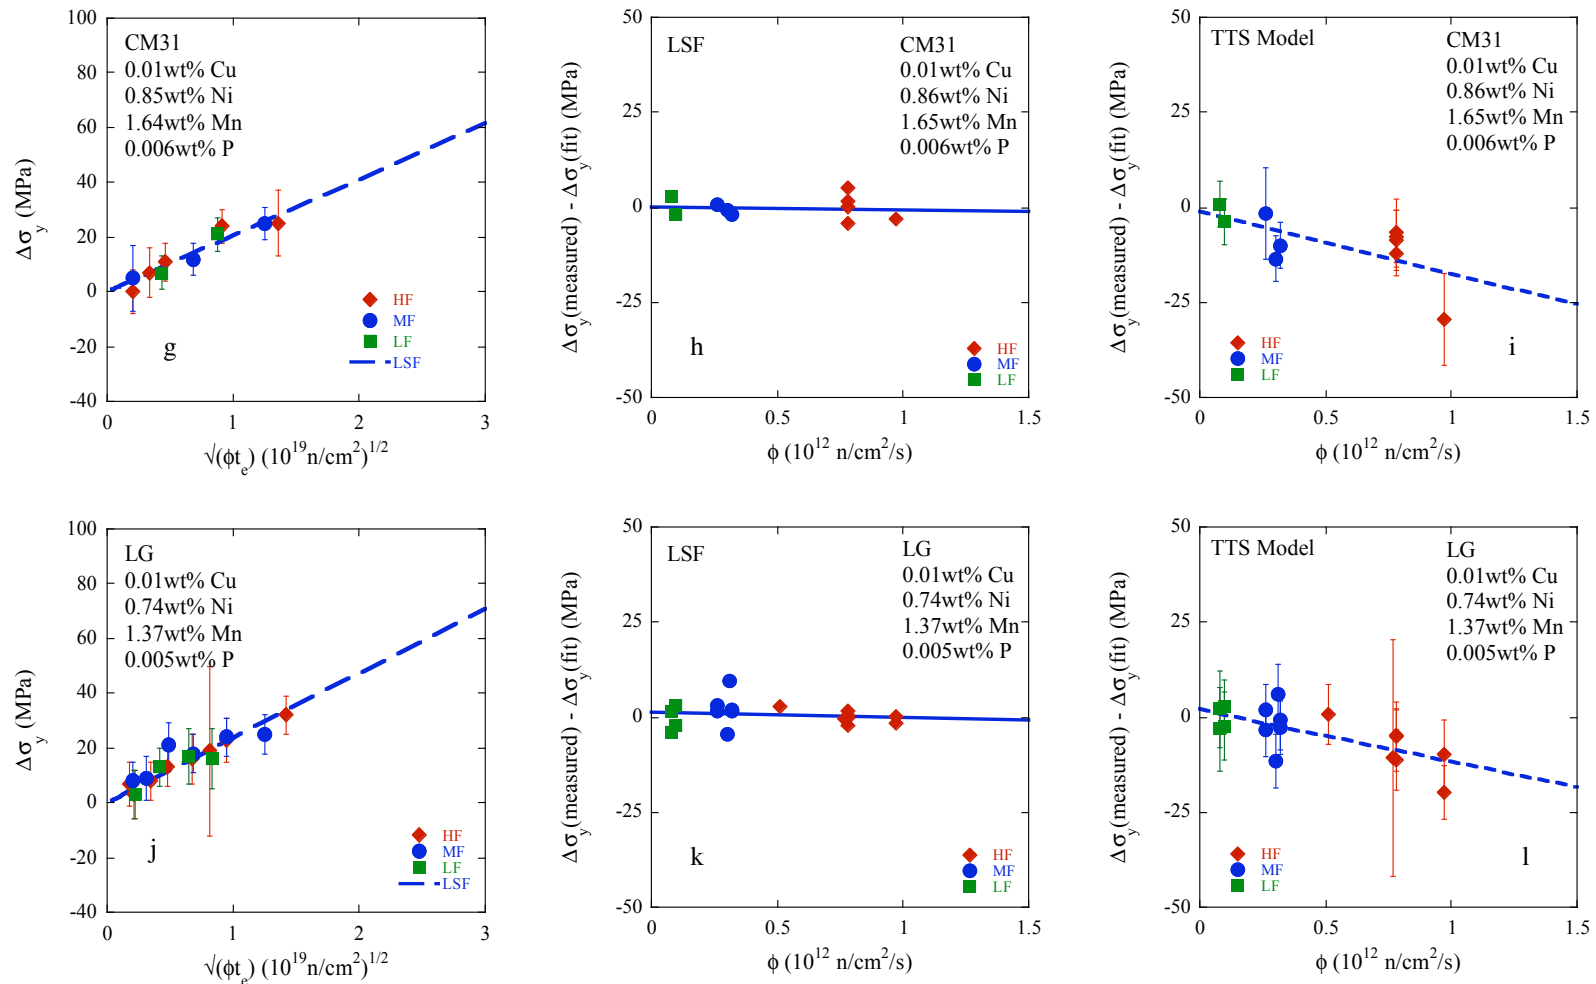 100
80
60
40
20
0
-20
-40
Δσy (MPa)
CM31
0.01wt% Cu
0.85wt% Ni
1.64wt% Mn
0.006wt% P
HF
MF
LF
LSF
g
0 1 2 3
√(ϕte) (10^19n/cm^2)^1/2
50
25
0
-25
-50
Δσy(measured) - Δσy(fit) (MPa)
LSF
CM31
0.01wt% Cu
0.86wt% Ni
1.65wt% Mn
0.006wt% P
h
HF
MF
LF
0 0.5 1 1.5
ϕ (10^12 n/cm^2/s)
50
25
0
-25
-50
Δσy(measured) - Δσy(fit) (MPa)
TTS Model
CM31
0.01wt% Cu
0.86wt% Ni
1.65wt% Mn
0.006wt% P
HF
MF
LF
i
0 0.5 1 1.5
ϕ (10^12 n/cm^2/s)
100
80
60
40
20
0
-20
-40
Δσy (MPa)
LG
0.01wt% Cu
0.74wt% Ni
1.37wt% Mn
0.005wt% P
j
HF
MF
LF
LSF
0 1 2 3
√(ϕte) (10^19n/cm^2)^1/2
50
25
0
-25
-50
Δσy(measured) - Δσy(fit) (MPa)
LSF
LG
0.01wt% Cu
0.74wt% Ni
1.37wt% Mn
0.005wt% P
k
HF
MF
LF
0 0.5 1 1.5
ϕ (10^12 n/cm^2/s)
50
25
0
-25
-50
Δσy(measured) - Δσy(fit) (MPa)
TTS Model
LG
0.01wt% Cu
0.74wt% Ni
1.37wt% Mn
0.005wt% P
HF
MF
LF
l
0 0.5 1 1.5
ϕ (10^12 n/cm^2/s)